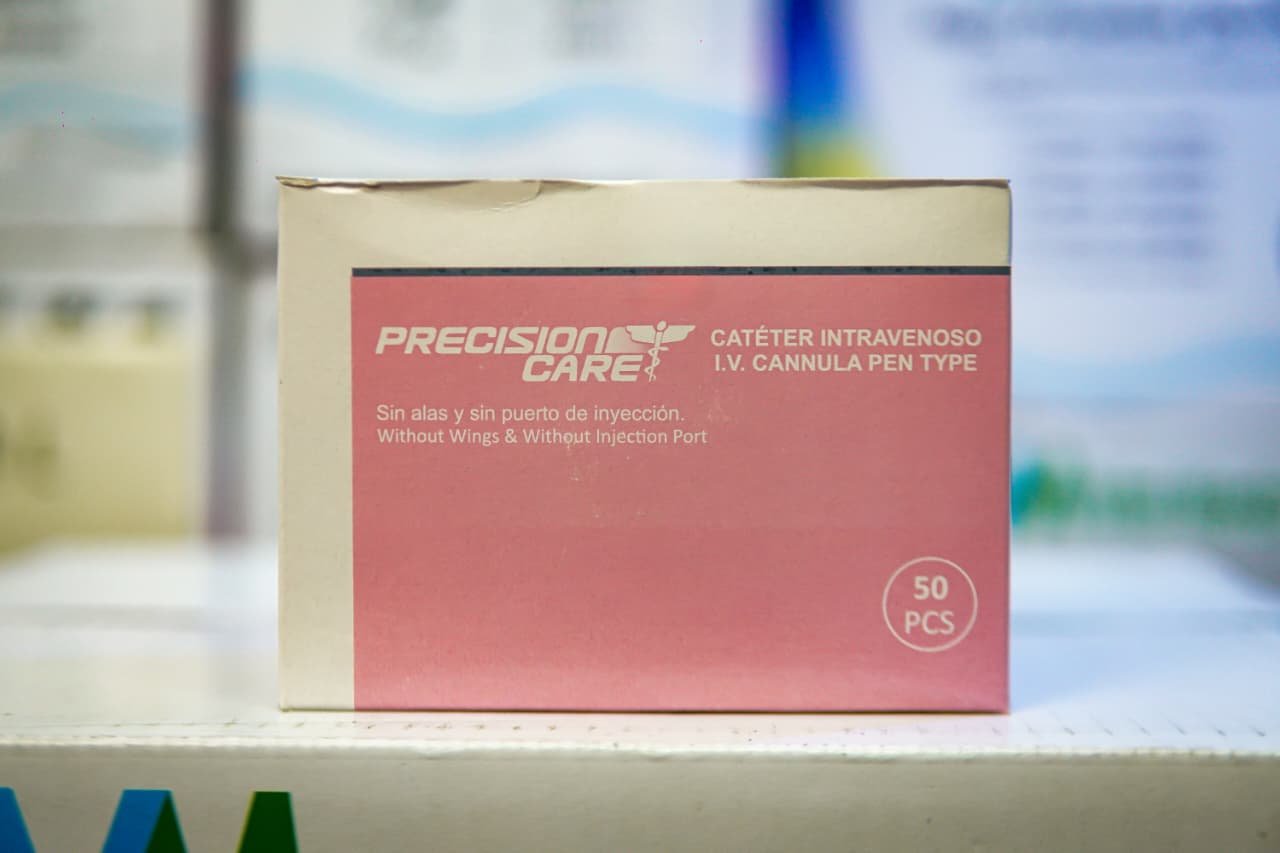 PRECISION
CARE
CATÉTER INTRAVENOSO
I.V. CANNULA PEN TYPE
Sin alas y sin puerto de inyección.
Without Wings & Without Injection Port
50
PCS